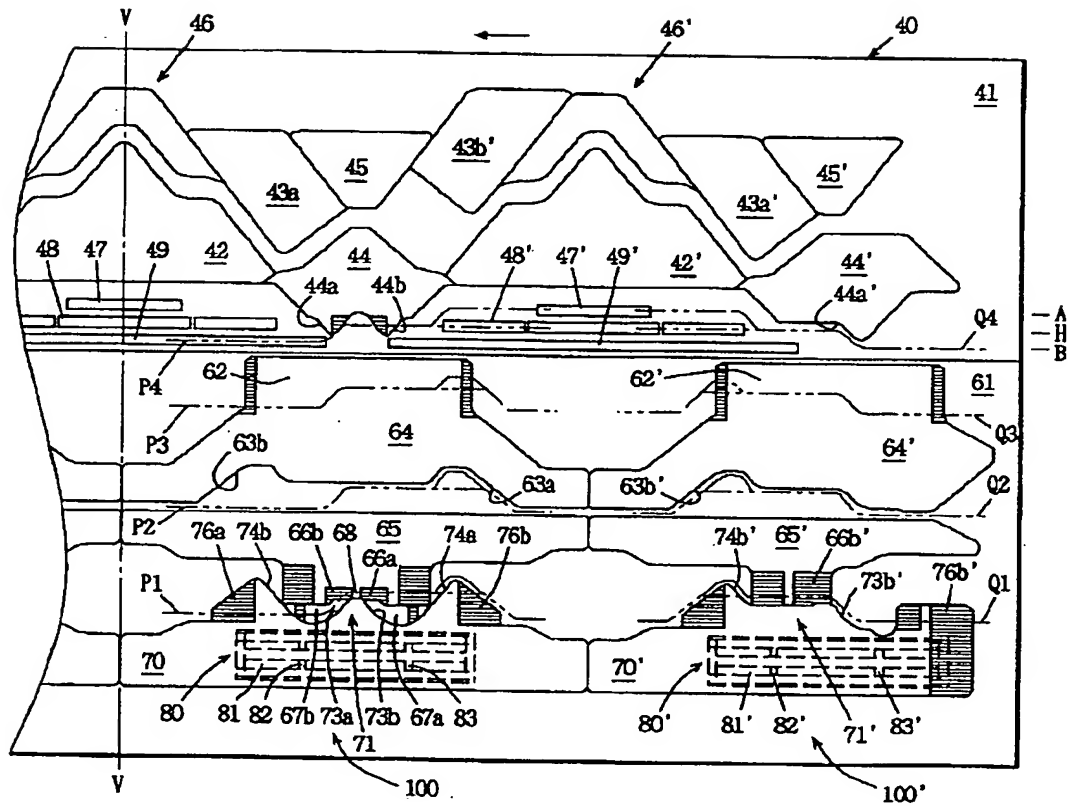 V 46 46' 40
41
43b'
45 45'
43a 43a'
48 47 49 42 44 48' 47' 49' 42' 44'
44a 44b 44a'
A
Q4
H
B
P4 62 62' 61
P3 64 64' Q3
63b 63a 63b' Q2
P2 76a 74b 66b 68 65 66a 74a 76b 74b' 65' 66b' 73b' 76b'
P1 Q1
70 70'
80 81 82 67b 73a 71 73b 67a 83 80' 81' 82' 71' 83'
V 100 100'